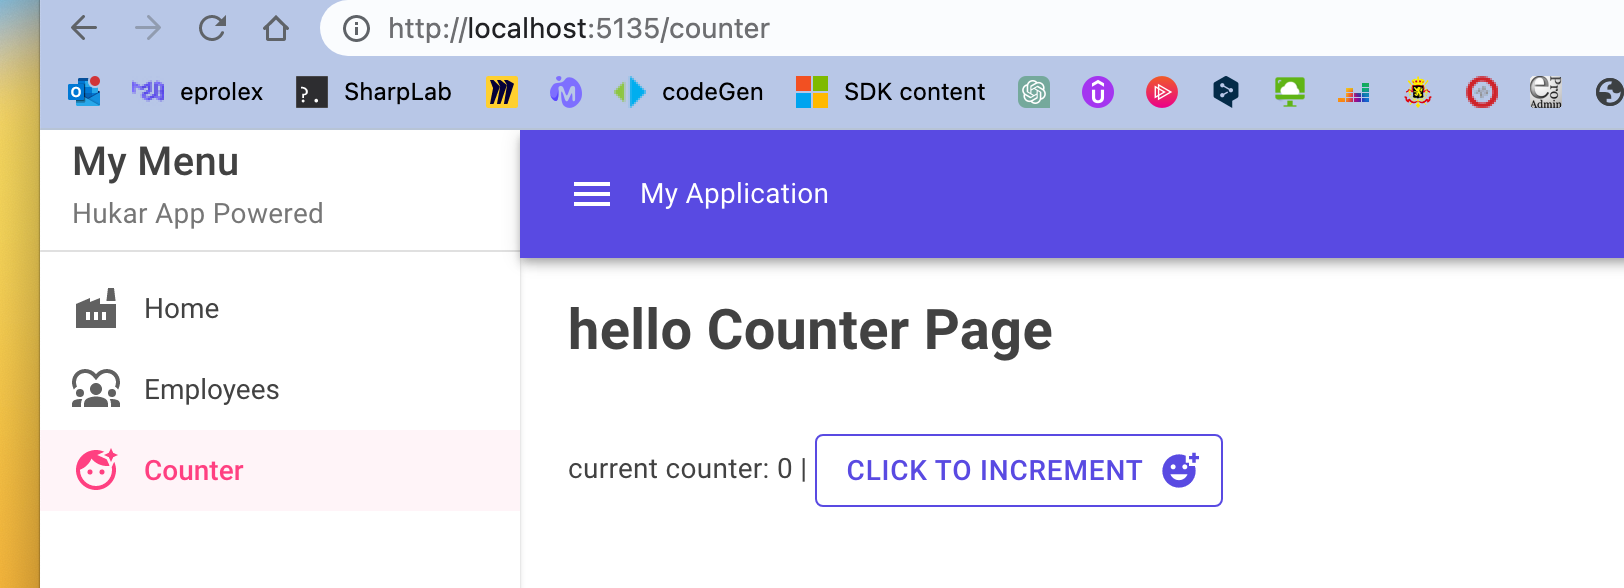 http://localhost:5135/counter
eprolex SharpLab codeGen SDK content
My Menu
Hukar App Powered
My Application
Home
Employees
Counter
hello Counter Page
current counter: 0 | CLICK TO INCREMENT